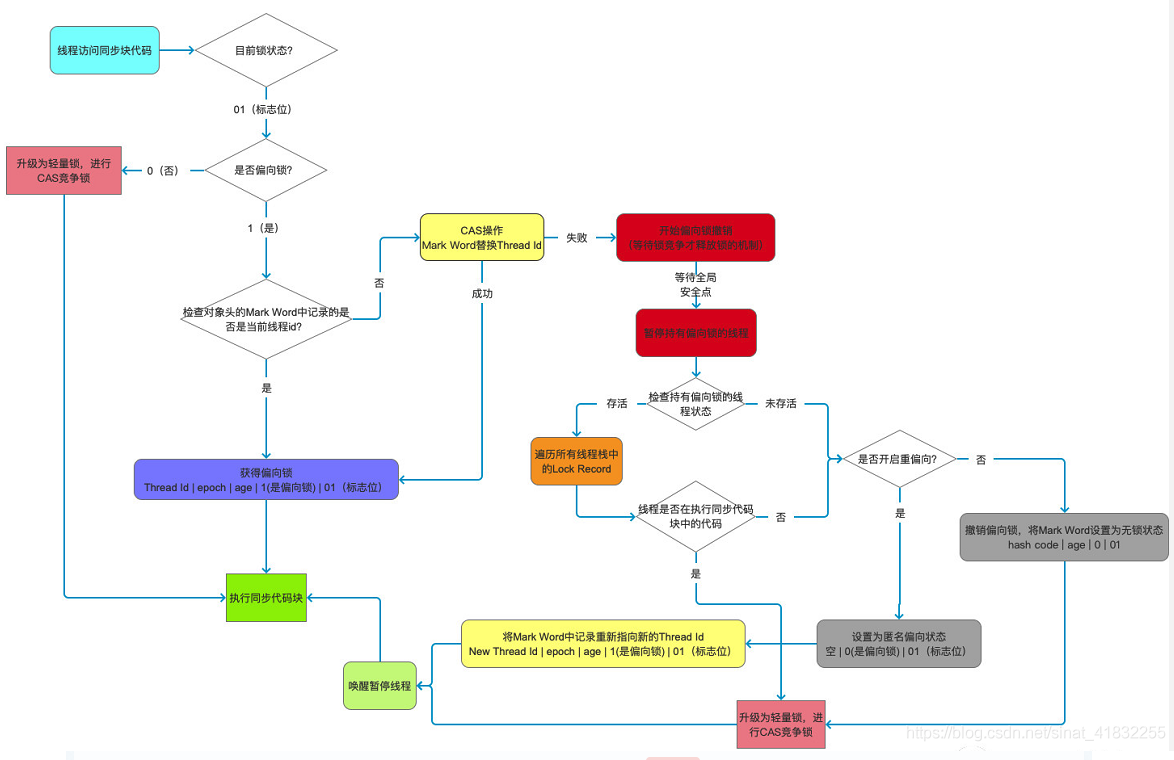 线程访问同步块代码
目前锁状态?
01（标志位）
升级为轻量锁，进行
CAS竞争锁
0（否）
是否偏向锁?
1（是）
CAS操作
Mark Word替换Thread Id
失败
开始偏向锁撤销
(等待锁竞争才释放锁的机制)
否
成功
等待全局
安全点
检查对象头的Mark Word中记录的是
否是当前线程id?
暂停持有偏向锁的线程
是
存活
检查持有偏向锁的线
程状态
未存活
遍历所有线程栈中
的Lock Record
是否开启重偏向?
否
获得偏向锁
Thread Id | epoch | age | 1(是偏向锁) | 01（标志位）
线程是否在执行同步代码
块中的代码
否
是
撤销偏向锁，将Mark Word设置为无锁状态
hash code | age | 0 | 01
是
执行同步代码块
将Mark Word中记录重新指向新的Thread Id
New Thread Id | epoch | age | 1(是偏向锁) | 01（标志位）
设置为匿名偏向状态
空 | 0(是偏向锁) | 01（标志位）
唤醒暂停线程
升级为轻量锁，进
行CAS竞争锁
https://blog.csdn.net/sinat_41832255